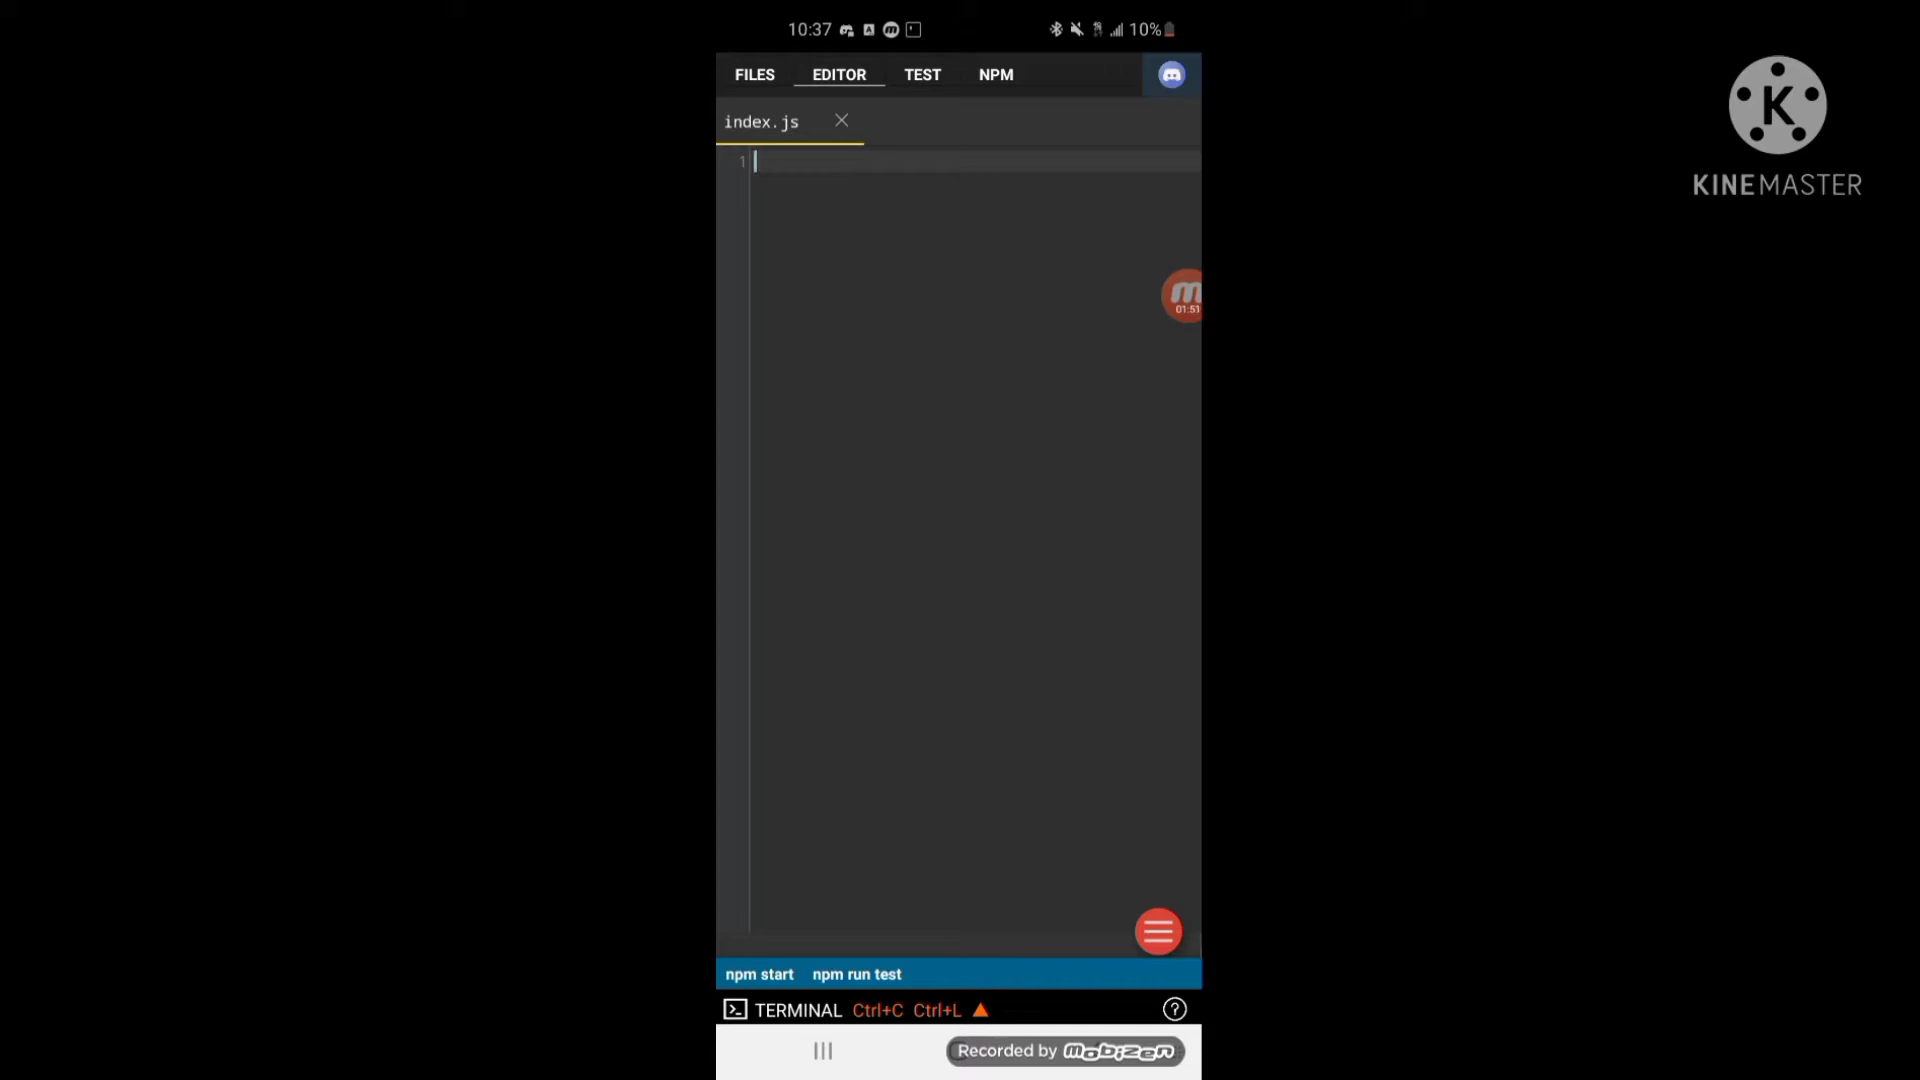 10:37 10%
FILES EDITOR TEST NPM
index.js
1
01:51
npm start npm run test
TERMINAL Ctrl+C Ctrl+L
Recorded by mobizen
K
KINEMASTER